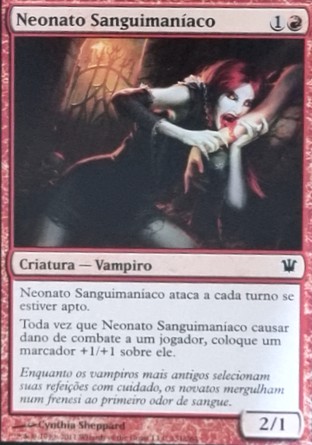 Neonato Sanguimaníaco 1
Criatura — Vampiro
Neonato Sanguimaníaco ataca a cada turno se
estiver apto.
Toda vez que Neonato Sanguimaníaco causar
dano de combate a um jogador, coloque um
marcador +1/+1 sobre ele.
Enquanto os vampiros mais antigos selecionam
suas refeições com cuidado, os novatos mergulham
num frenesi ao primeiro odor de sangue.
Cynthia Sheppard
2/1